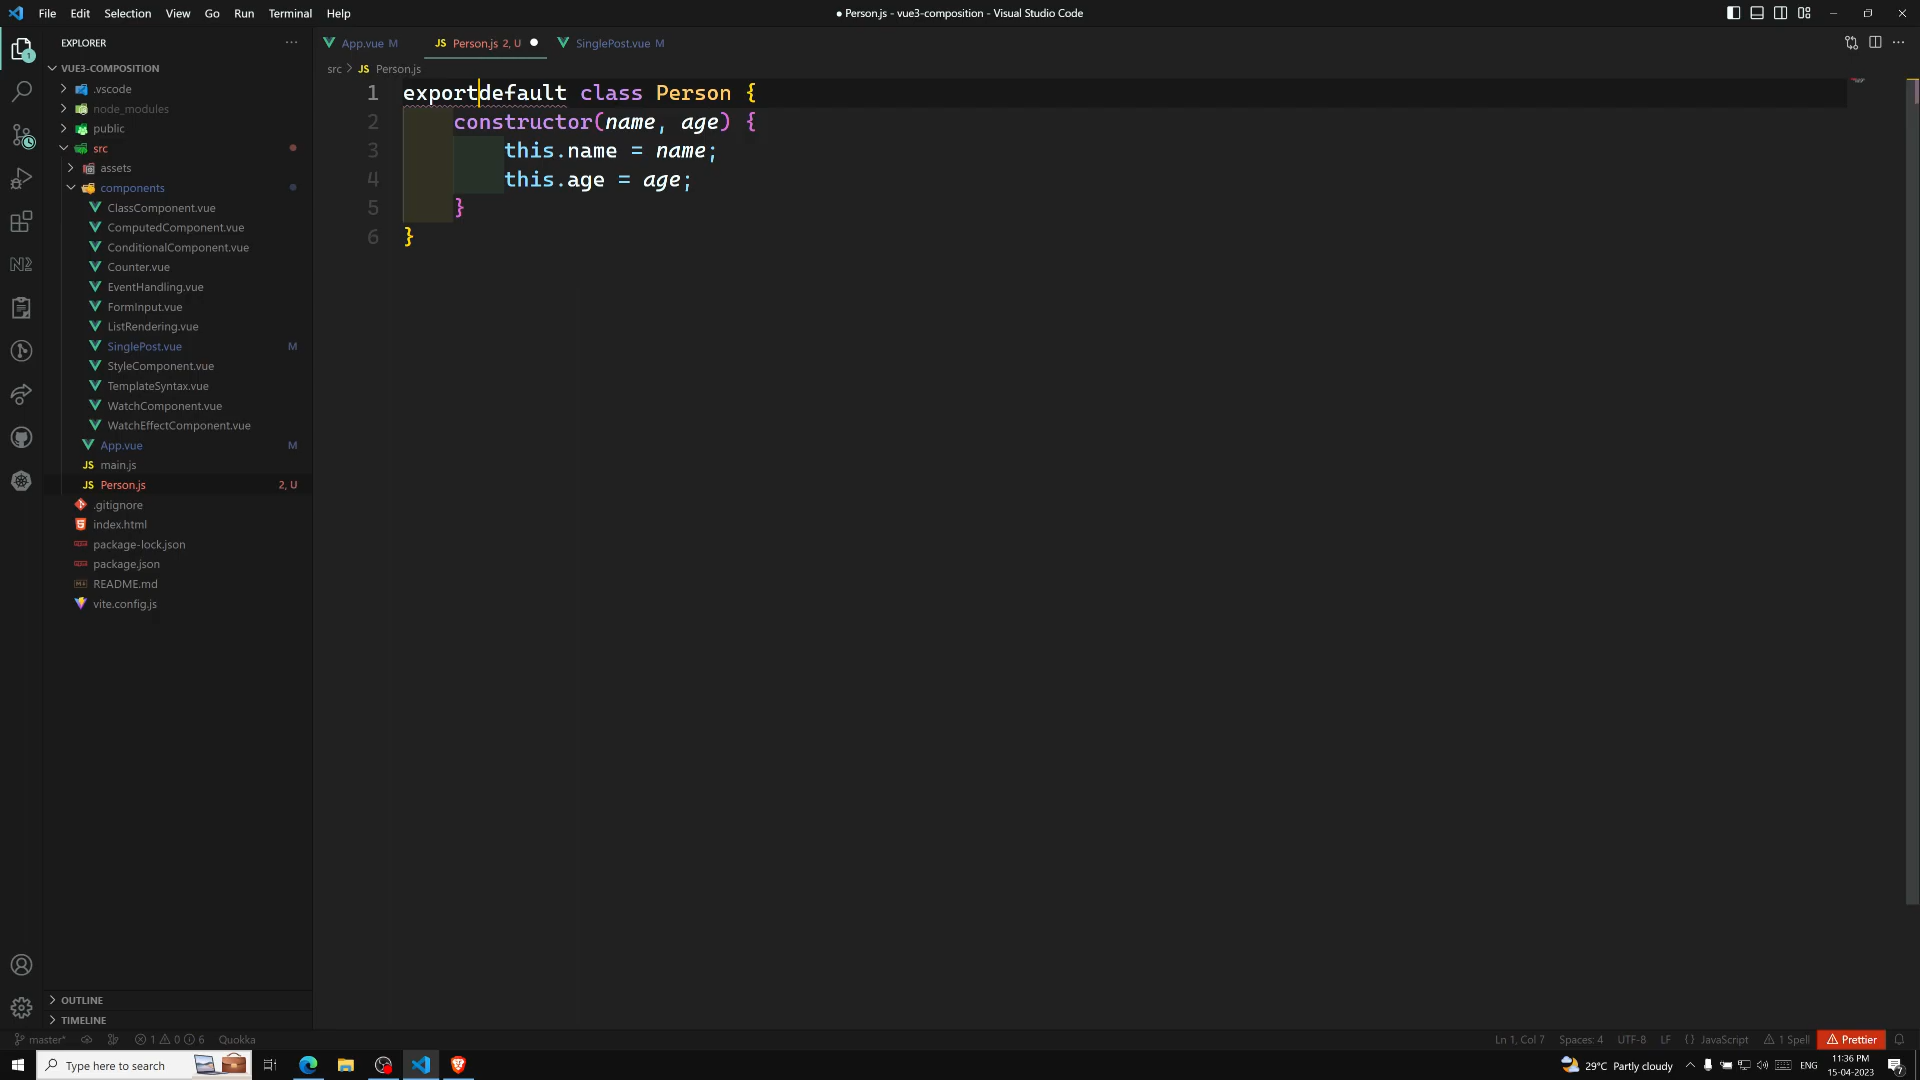 File Edit Selection View Go Run Terminal Help
● Person.js - vue3-composition - Visual Studio Code
EXPLORER
App.vue M
JS Person.js 2, U
SinglePost.vue M
VUE3-COMPOSITION
src > JS Person.js
.vscode
node_modules
public
src
assets
components
ClassComponent.vue
ComputedComponent.vue
ConditionalComponent.vue
Counter.vue
EventHandling.vue
FormInput.vue
ListRendering.vue
SinglePost.vue M
StyleComponent.vue
TemplateSyntax.vue
WatchComponent.vue
WatchEffectComponent.vue
App.vue M
JS main.js
JS Person.js 2, U
.gitignore
index.html
package-lock.json
package.json
README.md
vite.config.js
OUTLINE
TIMELINE
1 exportdefault class Person {
2 constructor(name, age) {
3 this.name = name;
4 this.age = age;
5 }
6 }
master* 1 0 6 Quokka
Ln 1, Col 7 Spaces: 4 UTF-8 LF {} JavaScript 1 Spell Prettier
Type here to search
29°C Partly cloudy ENG
11:36 PM
15-04-2023
7